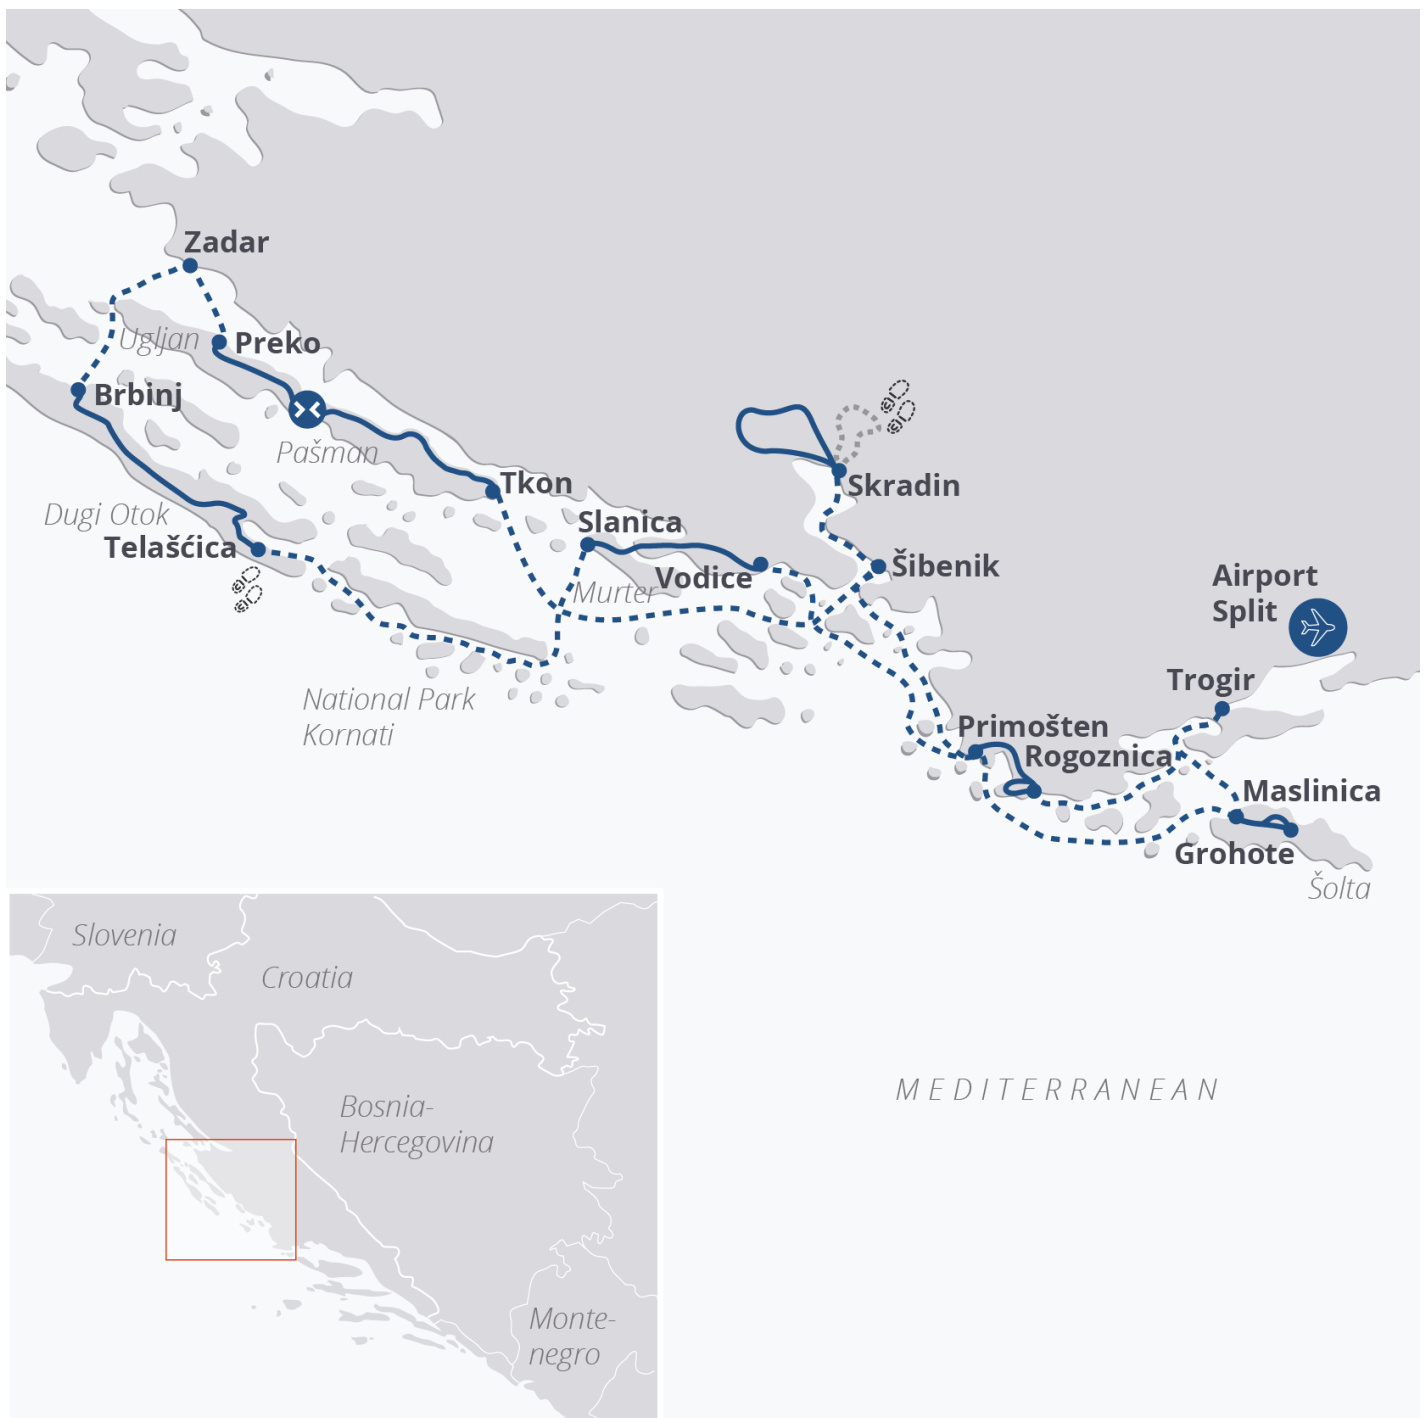 Zadar
Ugljan
Preko
Brbinj
Pašman
Tkon
Skradin
Dugi Otok
Slanica
Telašćica
Vodice
Šibenik
Murter
Airport
Split
National Park
Kornati
Trogir
Primošten
Rogoznica
Maslinica
Grohote
Šolta
Slovenia
Croatia
Bosnia-
Hercegovina
Monte-
negro
MEDITERRANEAN